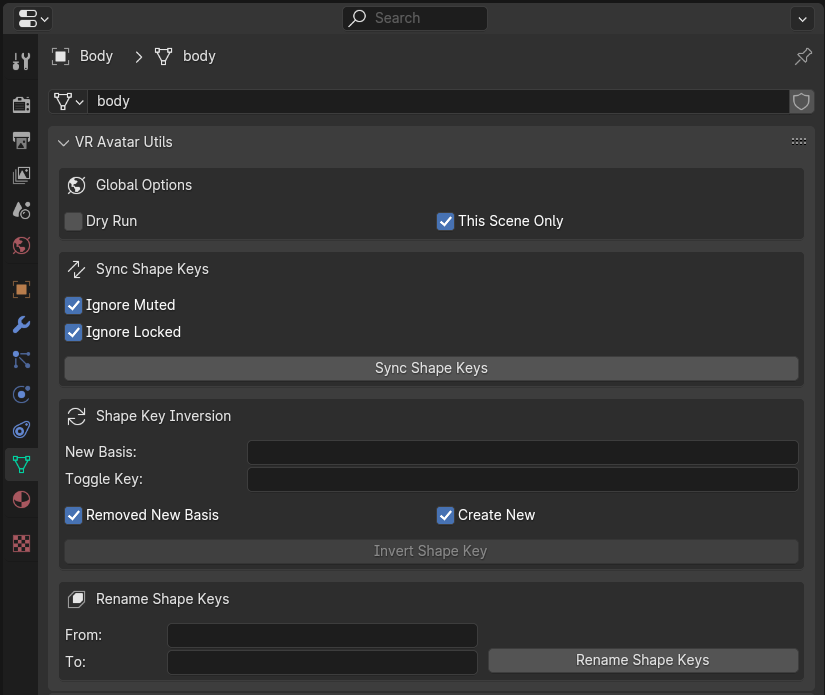 Search
Body > body
body
VR Avatar Utils
Global Options
Dry Run This Scene Only
Sync Shape Keys
Ignore Muted
Ignore Locked
Sync Shape Keys
Shape Key Inversion
New Basis:
Toggle Key:
Removed New Basis Create New
Invert Shape Key
Rename Shape Keys
From:
To:
Rename Shape Keys